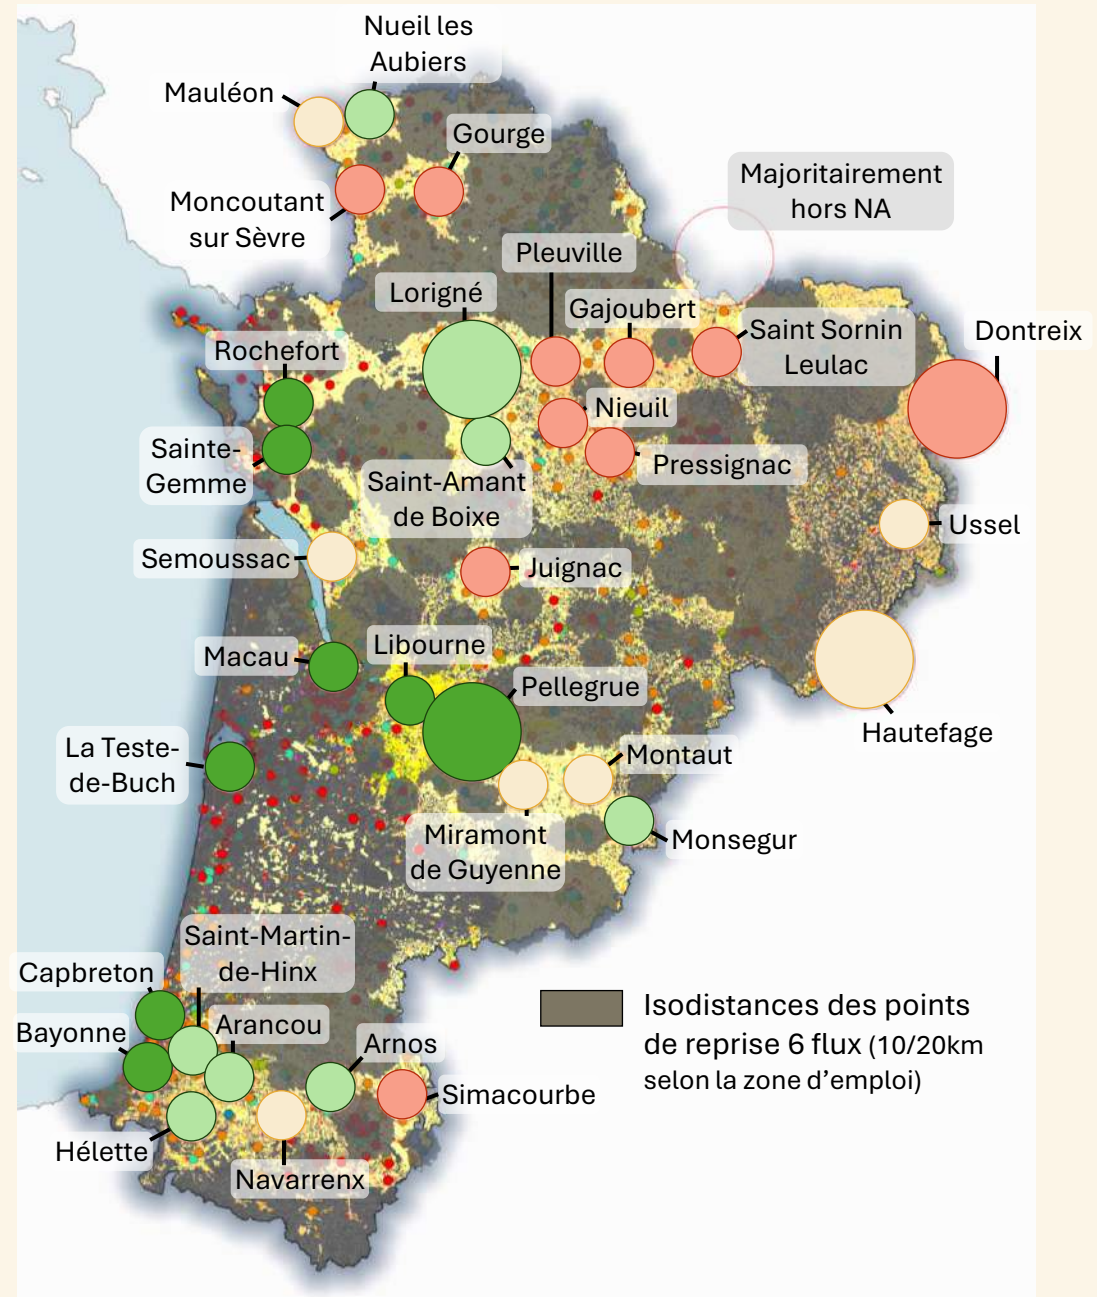 Nueil les
Aubiers
Mauléon
Gourge
Majoritairement
hors NA
Moncoutant
sur Sèvre
Pleuville
Lorigné
Gajoubert
Saint Sornin
Leulac
Dontreix
Rochefort
Nieuil
Sainte-
Gemme
Pressignac
Saint-Amant
de Boixe
Ussel
Semoussac
Juignac
Libourne
Macau
Pellegrue
Hautefage
La Teste-
de-Buch
Montaut
Miramont
de Guyenne
Monsegur
Saint-Martin-
de-Hinx
Capbreton
Isodistances des points
de reprise 6 flux (10/20km
selon la zone d’emploi)
Arancou
Bayonne
Arnos
Simacourbe
Hélette
Navarrenx